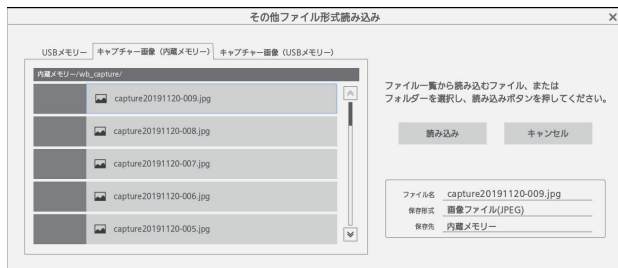 その他ファイル形式読み込み
×
USBメモリー
キャプチャー画像（内蔵メモリー）
キャプチャー画像（USBメモリー）
内蔵メモリー/wb_capture/
capture20191120-009.jpg
capture20191120-008.jpg
capture20191120-007.jpg
capture20191120-006.jpg
capture20191120-005.jpg
ファイル一覧から読み込むファイル、または
フォルダーを選択し、読み込みボタンを押してください。
読み込み
キャンセル
ファイル名 capture20191120-009.jpg
保存形式 画像ファイル(JPEG)
保存先 内蔵メモリー